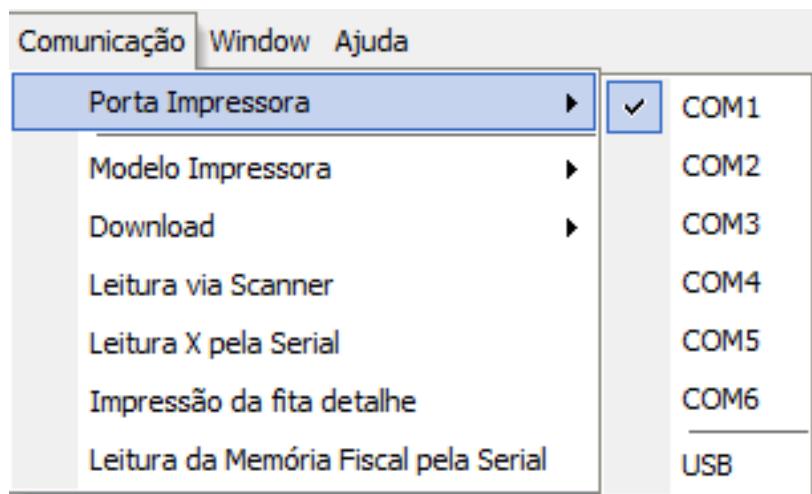 Comunicação Window Ajuda
Porta Impressora
Modelo Impressora
Download
Leitura via Scanner
Leitura X pela Serial
Impressão da fita detalhe
Leitura da Memória Fiscal pela Serial
COM1
COM2
COM3
COM4
COM5
COM6
USB